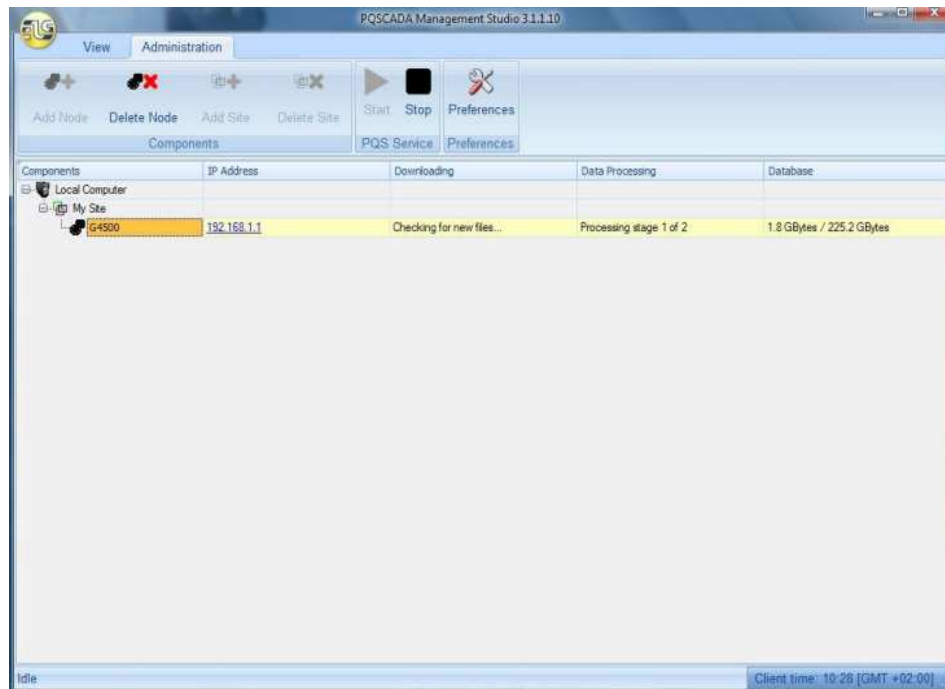 PQSCADA Management Studio 3.1.1.10
View Administration
Add Node Delete Node Add Site Delete Site Start Stop Preferences
Components PQS Service Preferences
Components IP Address Downloading Data Processing Database
Local Computer
My Site
G4500 192.168.1.1 Checking for new files... Processing stage 1 of 2 1.8 GBytes / 225.2 GBytes
Idle Client time: 10:28 [GMT +02:00]